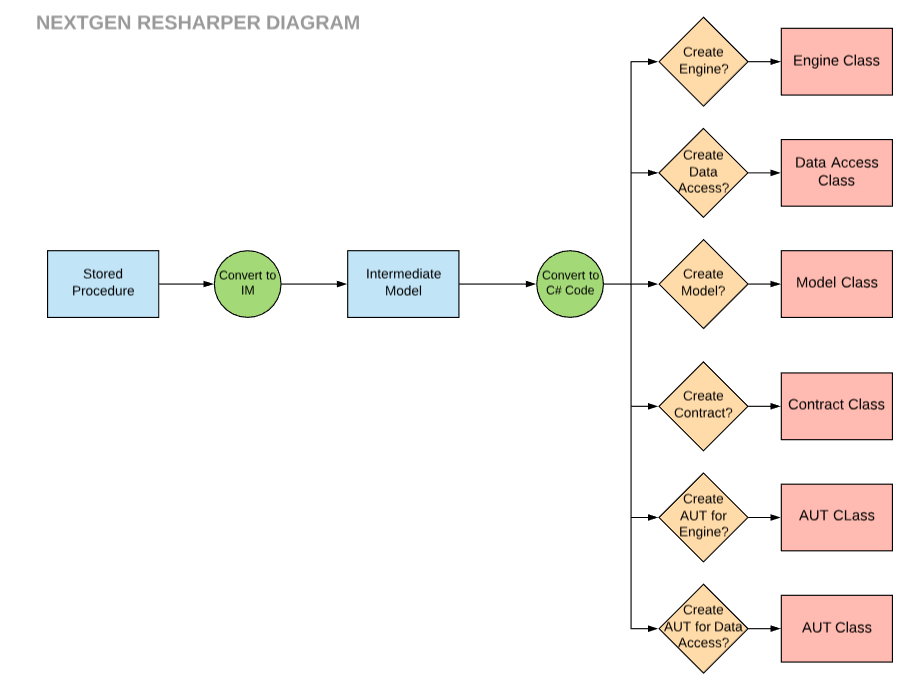 NEXTGEN RESHARPER DIAGRAM
Create
Engine?
Engine Class
Create
Data
Access?
Data Access
Class
Stored
Procedure
Convert to
IM
Intermediate
Model
Convert to
C# Code
Create
Model?
Model Class
Create
Contract?
Contract Class
Create
AUT for
Engine?
AUT CLass
Create
AUT for Data
Access?
AUT Class